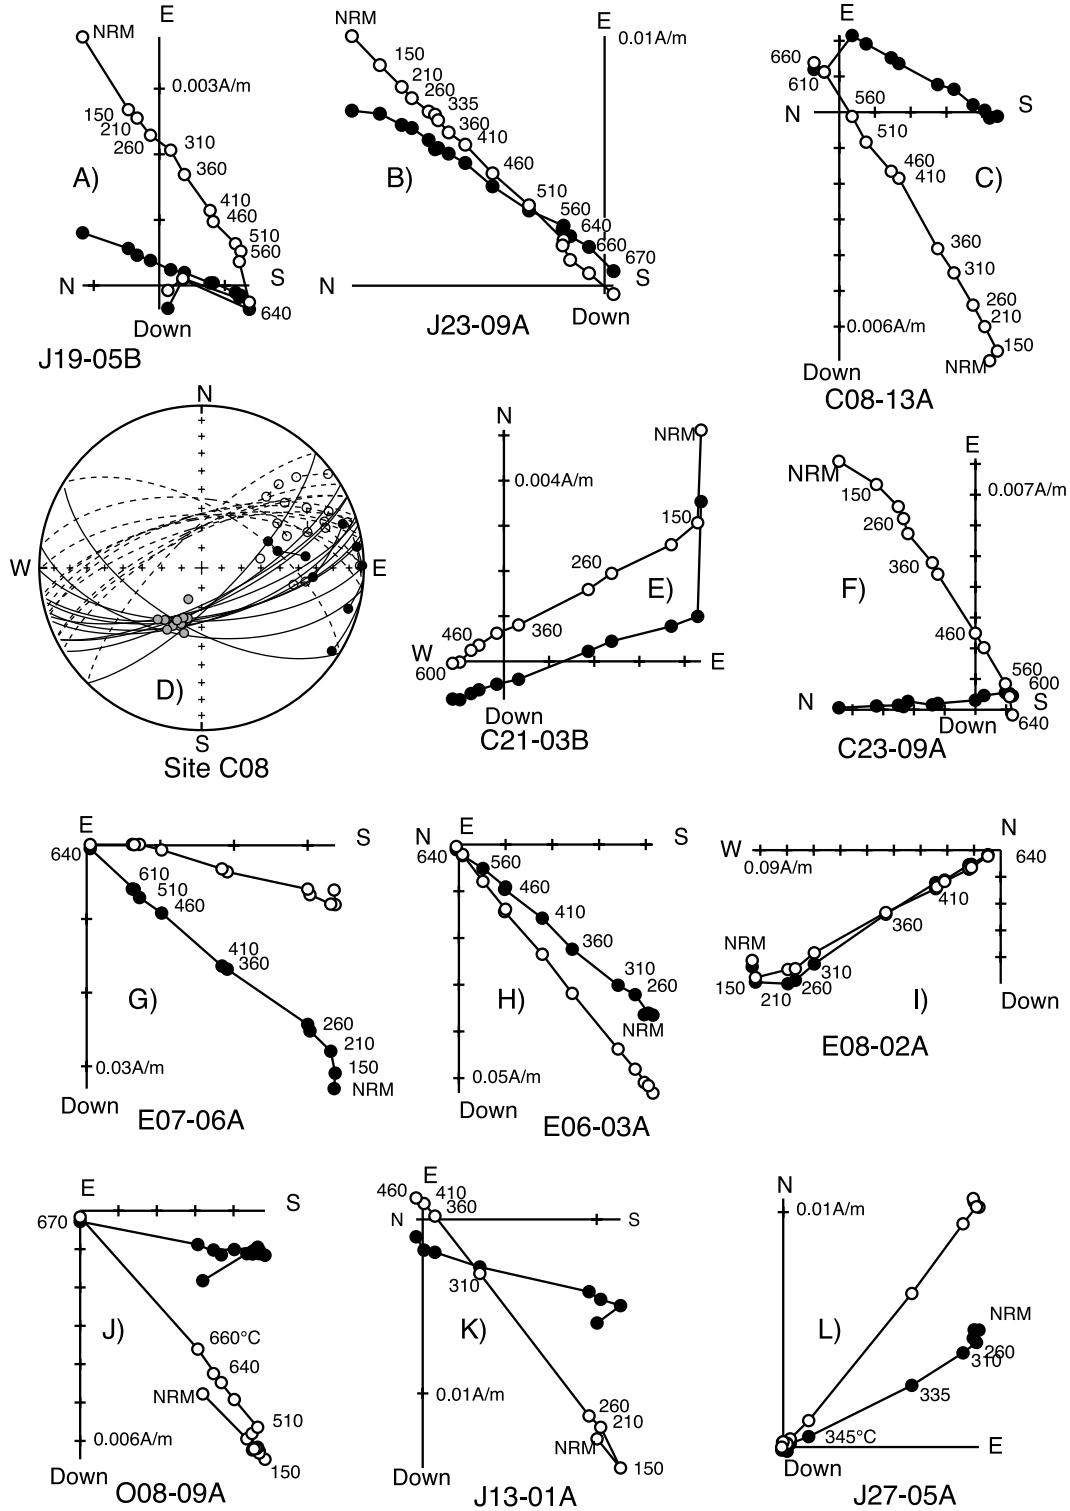 E
NRM
0.003A/m
150
210
260
310
360
A)
410
460
510
560
N
S
640
Down
J19-05B
NRM
E
0.01A/m
150
210
260
335
360
410
B)
460
510
560
640
660
670
N
S
Down
J23-09A
E
660
610
N
S
560
510
460
410
C)
360
310
260
210
0.006A/m
150
NRM
Down
C08-13A
N
W
E
D)
S
Site C08
N
NRM
0.004A/m
150
260
E)
460
360
W
600
E
Down
C21-03B
E
NRM
0.007A/m
150
260
360
F)
460
560
600
N
S
Down
640
C23-09A
E
S
640
610
510
460
410
360
G)
260
210
0.03A/m
150
NRM
Down
E07-06A
N
E
S
640
560
460
410
360
310
H)
260
NRM
0.05A/m
Down
E06-03A
N
W
0.09A/m
640
410
360
NRM
310
150
210
260
I)
Down
E08-02A
E
S
670
J)
660°C
640
NRM
510
0.006A/m
150
Down
O08-09A
E
460
410
360
N
S
310
K)
0.01A/m
260
210
NRM
150
Down
J13-01A
N
0.01A/m
L)
NRM
260
310
335
345°C
E
Down
J27-05A